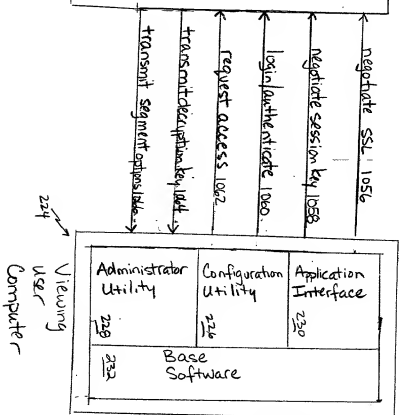 negotiate SSL 1056
negotiate session key 1058
login/authenticate 1060
request access 1062
transmit decryption key 1064
transmit segment options 1066
224
Viewing
User
Computer
Administrator
Utility
228
Configuration
Utility
226
Application
Interface
230
Base
Software
232